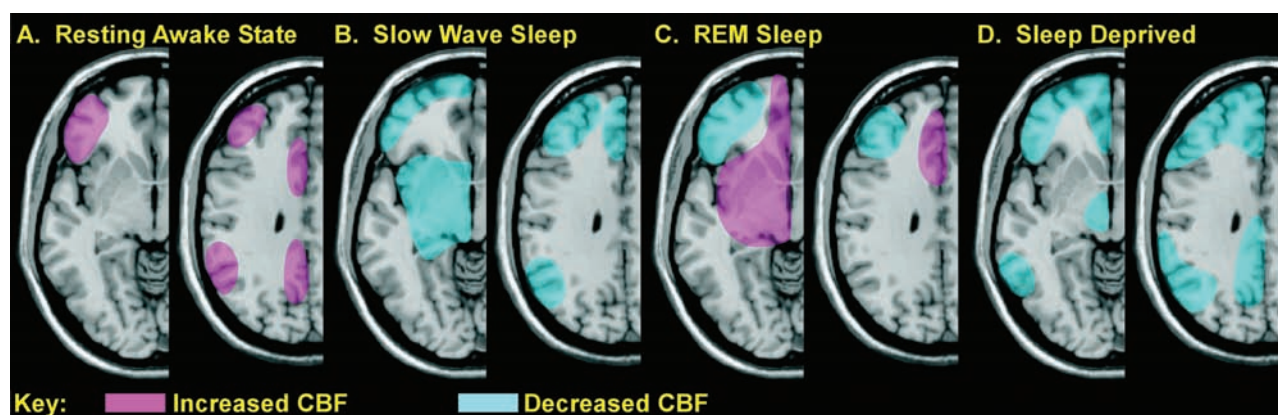 A. Resting Awake State
B. Slow Wave Sleep
C. REM Sleep
D. Sleep Deprived
Key: Increased CBF Decreased CBF